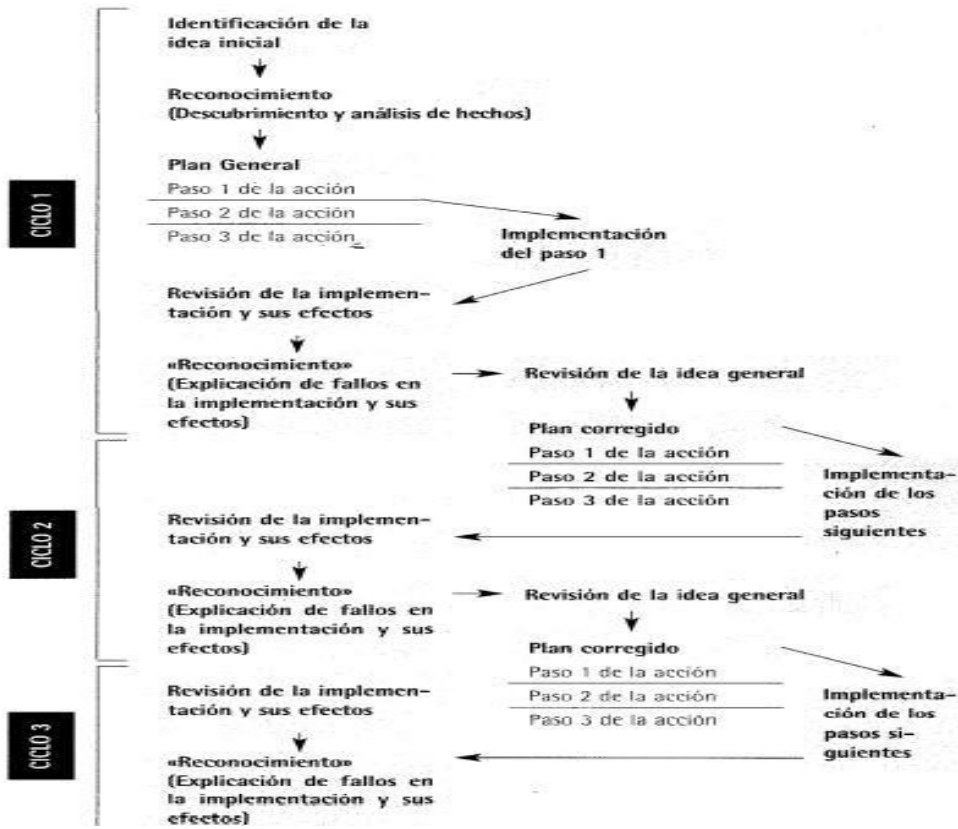 CICLO 1
Identificación de la
idea inicial
Reconocimiento
(Descubrimiento y análisis de hechos)
Plan General
Paso 1 de la acción
Paso 2 de la acción
Paso 3 de la acción
Implementación
del paso 1
Revisión de la implemen-
tación y sus efectos
«Reconocimiento»
(Explicación de fallos en
la implementación y sus
efectos)
Revisión de la idea general
Plan corregido
Paso 1 de la acción
Paso 2 de la acción
Paso 3 de la acción
Implementa-
ción de los
pasos
siguientes
CICLO 2
Revisión de la implemen-
tación y sus efectos
«Reconocimiento»
(Explicación de fallos en
la implementación y sus
efectos)
Revisión de la idea general
Plan corregido
Paso 1 de la acción
Paso 2 de la acción
Paso 3 de la acción
Implementa-
ción de los
pasos si-
guientes
CICLO 3
Revisión de la implemen-
tación y sus efectos
«Reconocimiento»
(Explicación de fallos en
la implementación y sus
efectos)